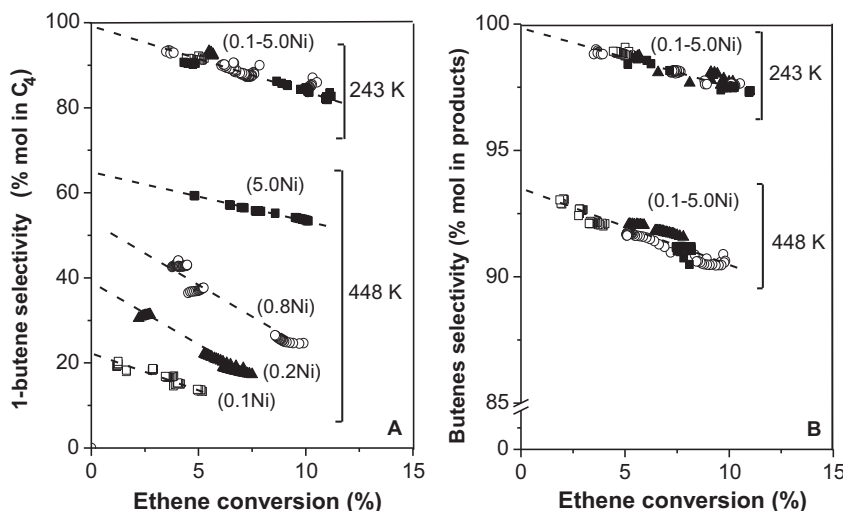 1-butene selectivity (% mol in C₄)
100
80
60
40
20
0
(0.1-5.0Ni)
243 K
(5.0Ni)
(0.8Ni)
448 K
(0.2Ni)
(0.1Ni)
A
0 5 10 15
Ethene conversion (%)
Butenes selectivity (% mol in products)
100
95
90
85
0
(0.1-5.0Ni)
243 K
(0.1-5.0Ni)
448 K
B
0 5 10 15
Ethene conversion (%)